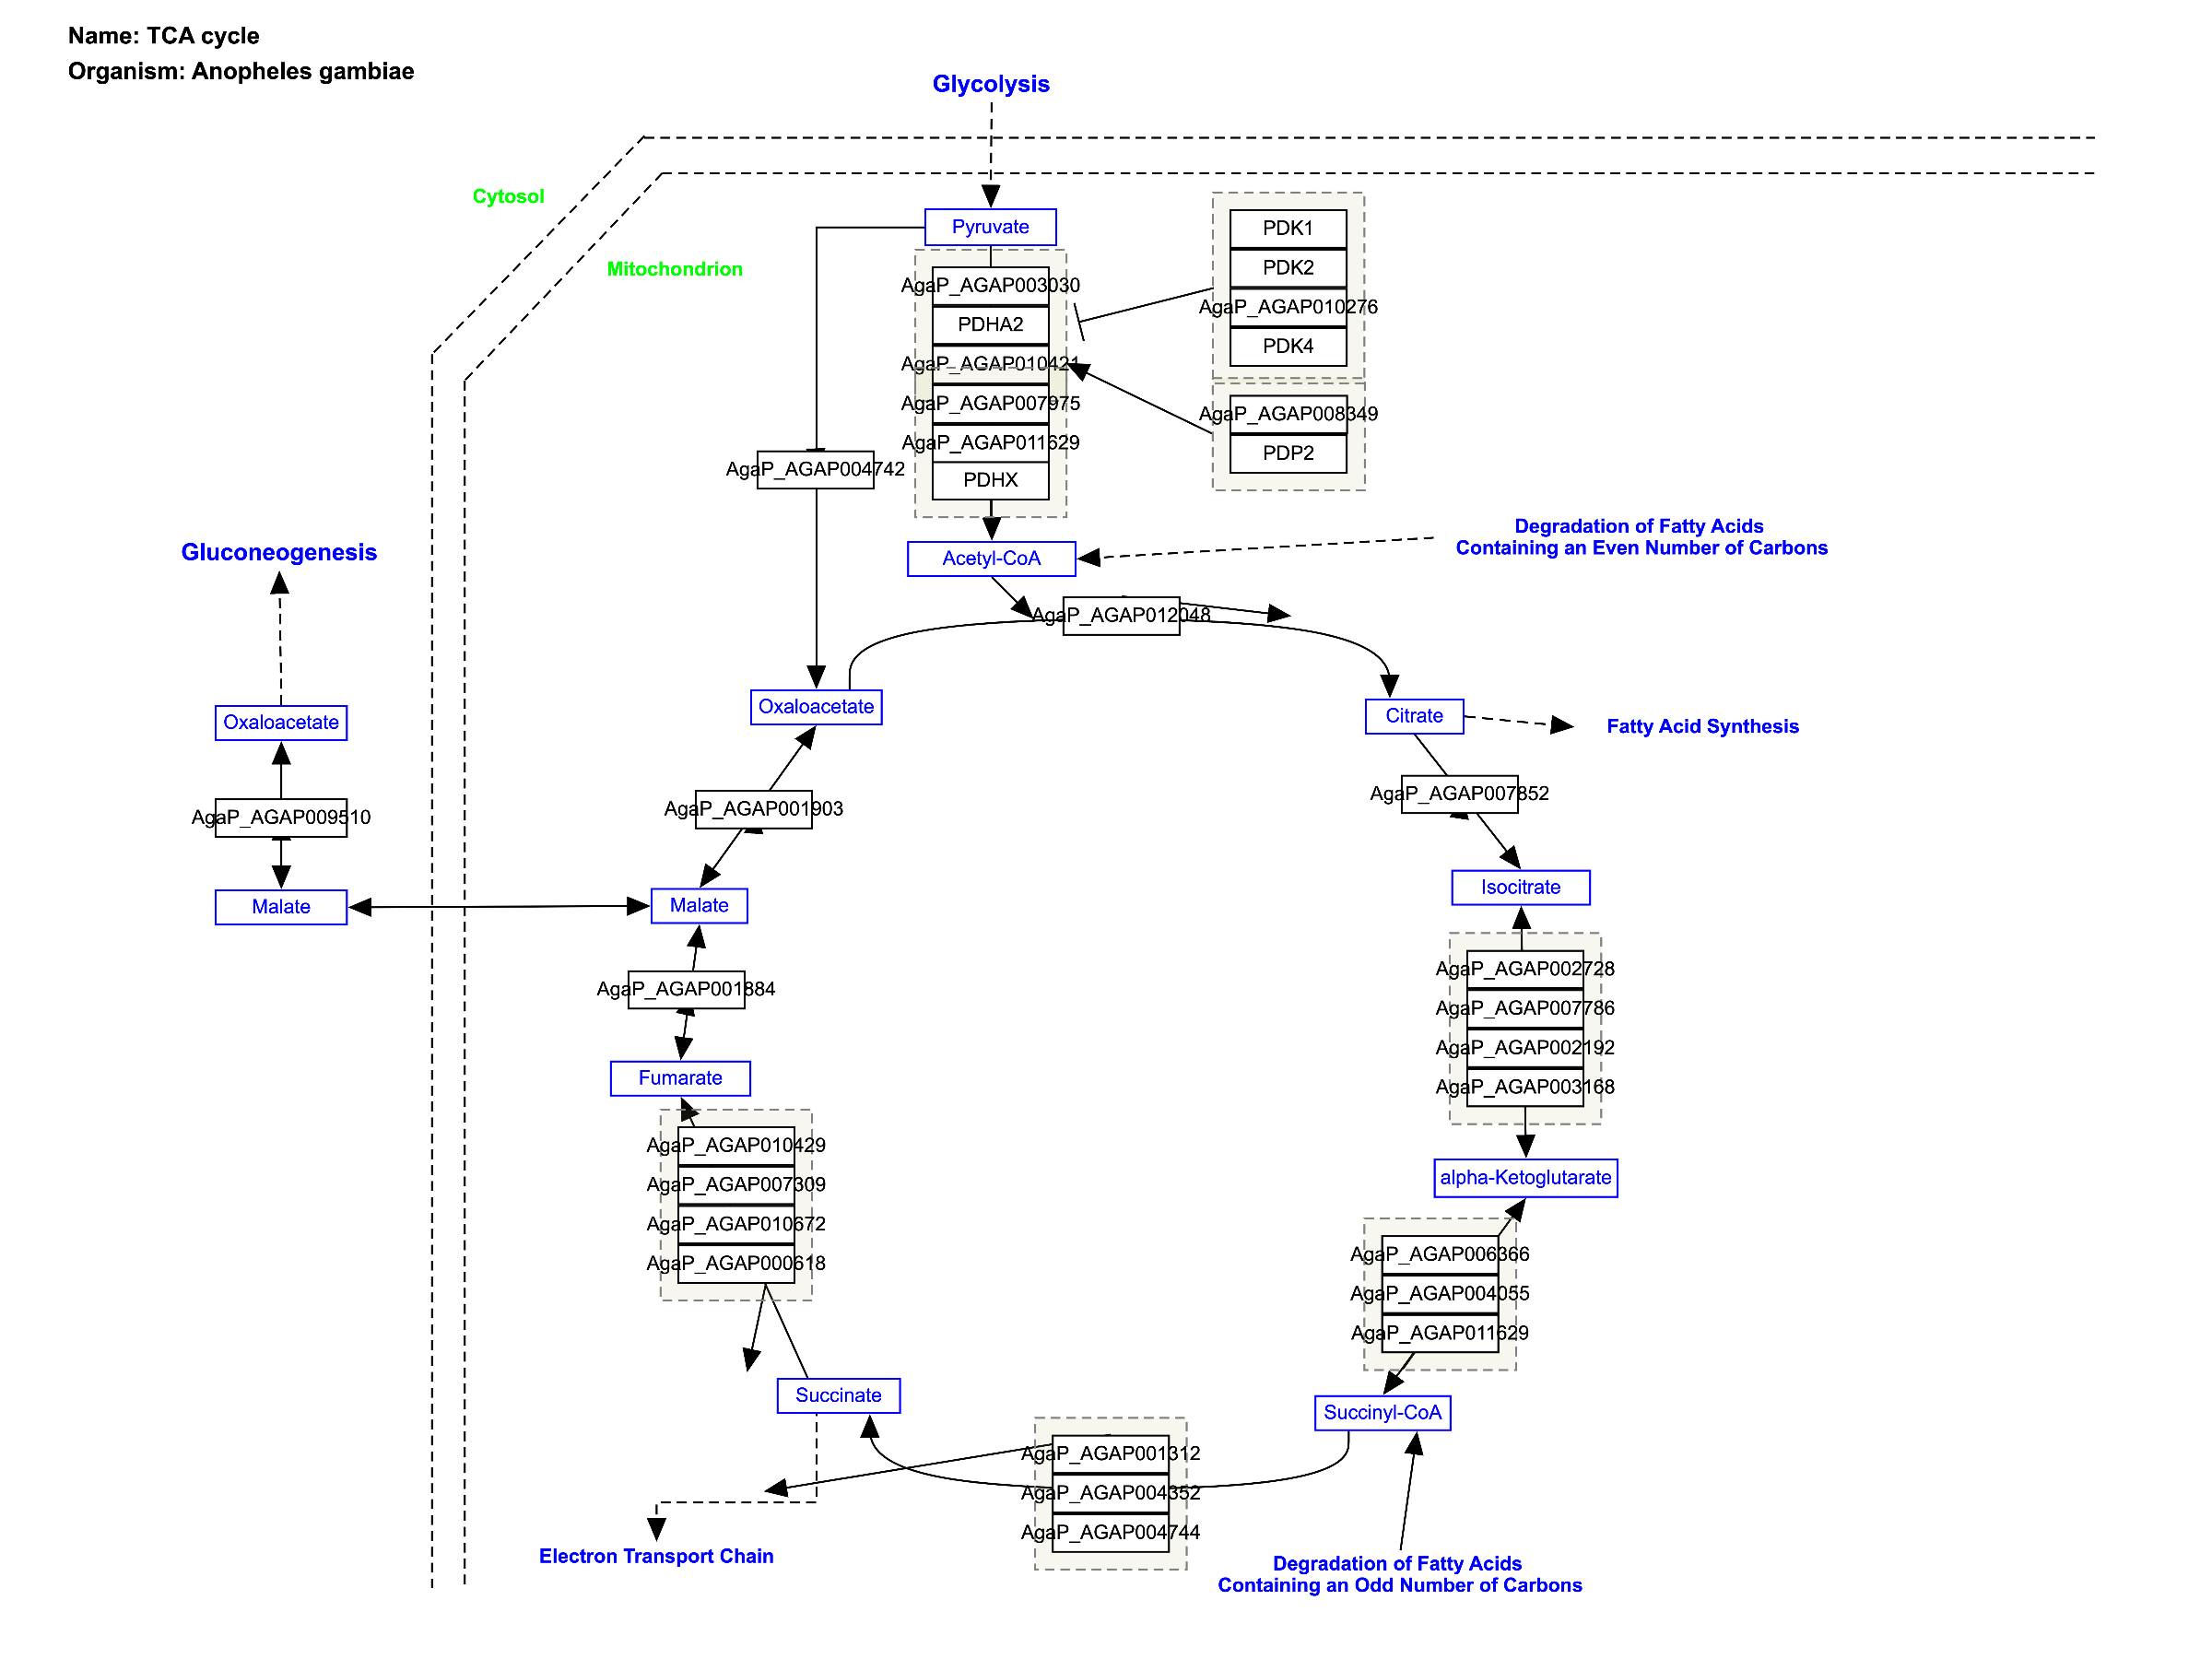 Name: TCA cycle
Organism: Anopheles gambiae
Glycolysis
Cytosol
Mitochondrion
Pyruvate
AgaP_AGAP003030
PDHA2
AgaP_AGAP010421
AgaP_AGAP007975
AgaP_AGAP011629
PDHX
PDK1
PDK2
AgaP_AGAP010276
PDK4
AgaP_AGAP008349
PDP2
AgaP_AGAP004742
Degradation of Fatty Acids
Containing an Even Number of Carbons
Gluconeogenesis
Acetyl-CoA
AgaP_AGAP012048
Oxaloacetate
Oxaloacetate
Citrate
Fatty Acid Synthesis
AgaP_AGAP009510
AgaP_AGAP001903
AgaP_AGAP007852
Malate
Malate
Isocitrate
AgaP_AGAP001884
AgaP_AGAP002728
AgaP_AGAP007786
AgaP_AGAP002192
AgaP_AGAP003168
Fumarate
AgaP_AGAP010429
AgaP_AGAP007309
AgaP_AGAP010672
AgaP_AGAP000618
alpha-Ketoglutarate
AgaP_AGAP006366
AgaP_AGAP004055
AgaP_AGAP011629
Succinate
Succinyl-CoA
AgaP_AGAP001312
AgaP_AGAP004352
AgaP_AGAP004744
Electron Transport Chain
Degradation of Fatty Acids
Containing an Odd Number of Carbons